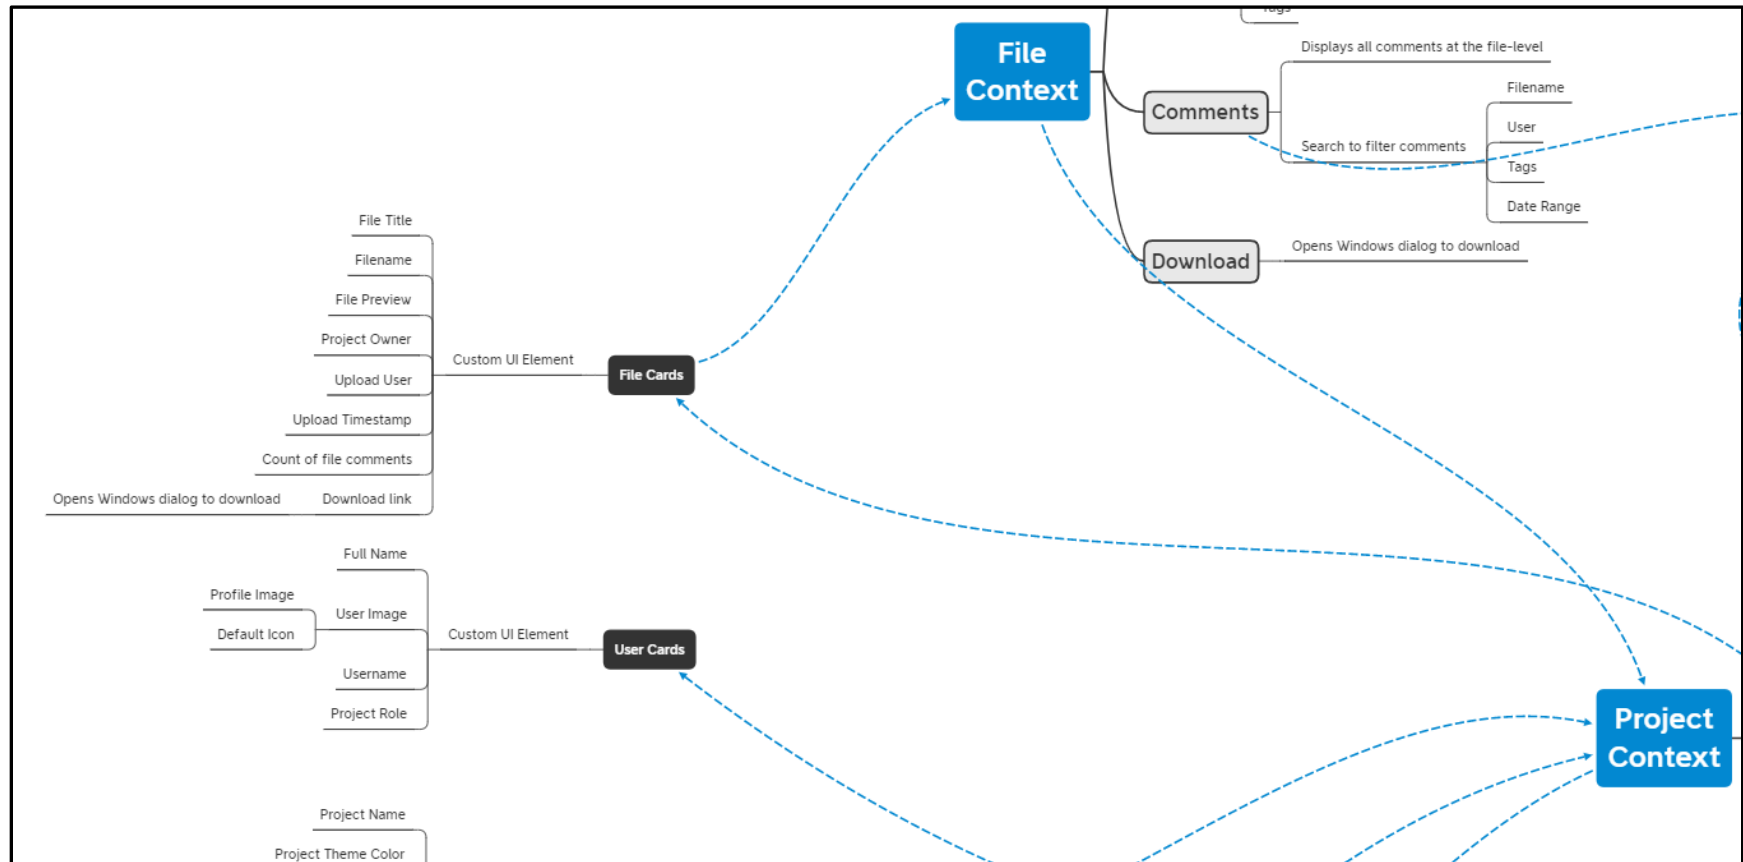 Tags
File
Context
Displays all comments at the file-level
Comments
Search to filter comments
Filename
User
Tags
Date Range
Download
Opens Windows dialog to download
File Title
Filename
File Preview
Project Owner
Upload User
Upload Timestamp
Count of file comments
Opens Windows dialog to download
Download link
Custom UI Element
File Cards
Full Name
Profile Image
Default Icon
User Image
Username
Project Role
Custom UI Element
User Cards
Project
Context
Project Name
Project Theme Color